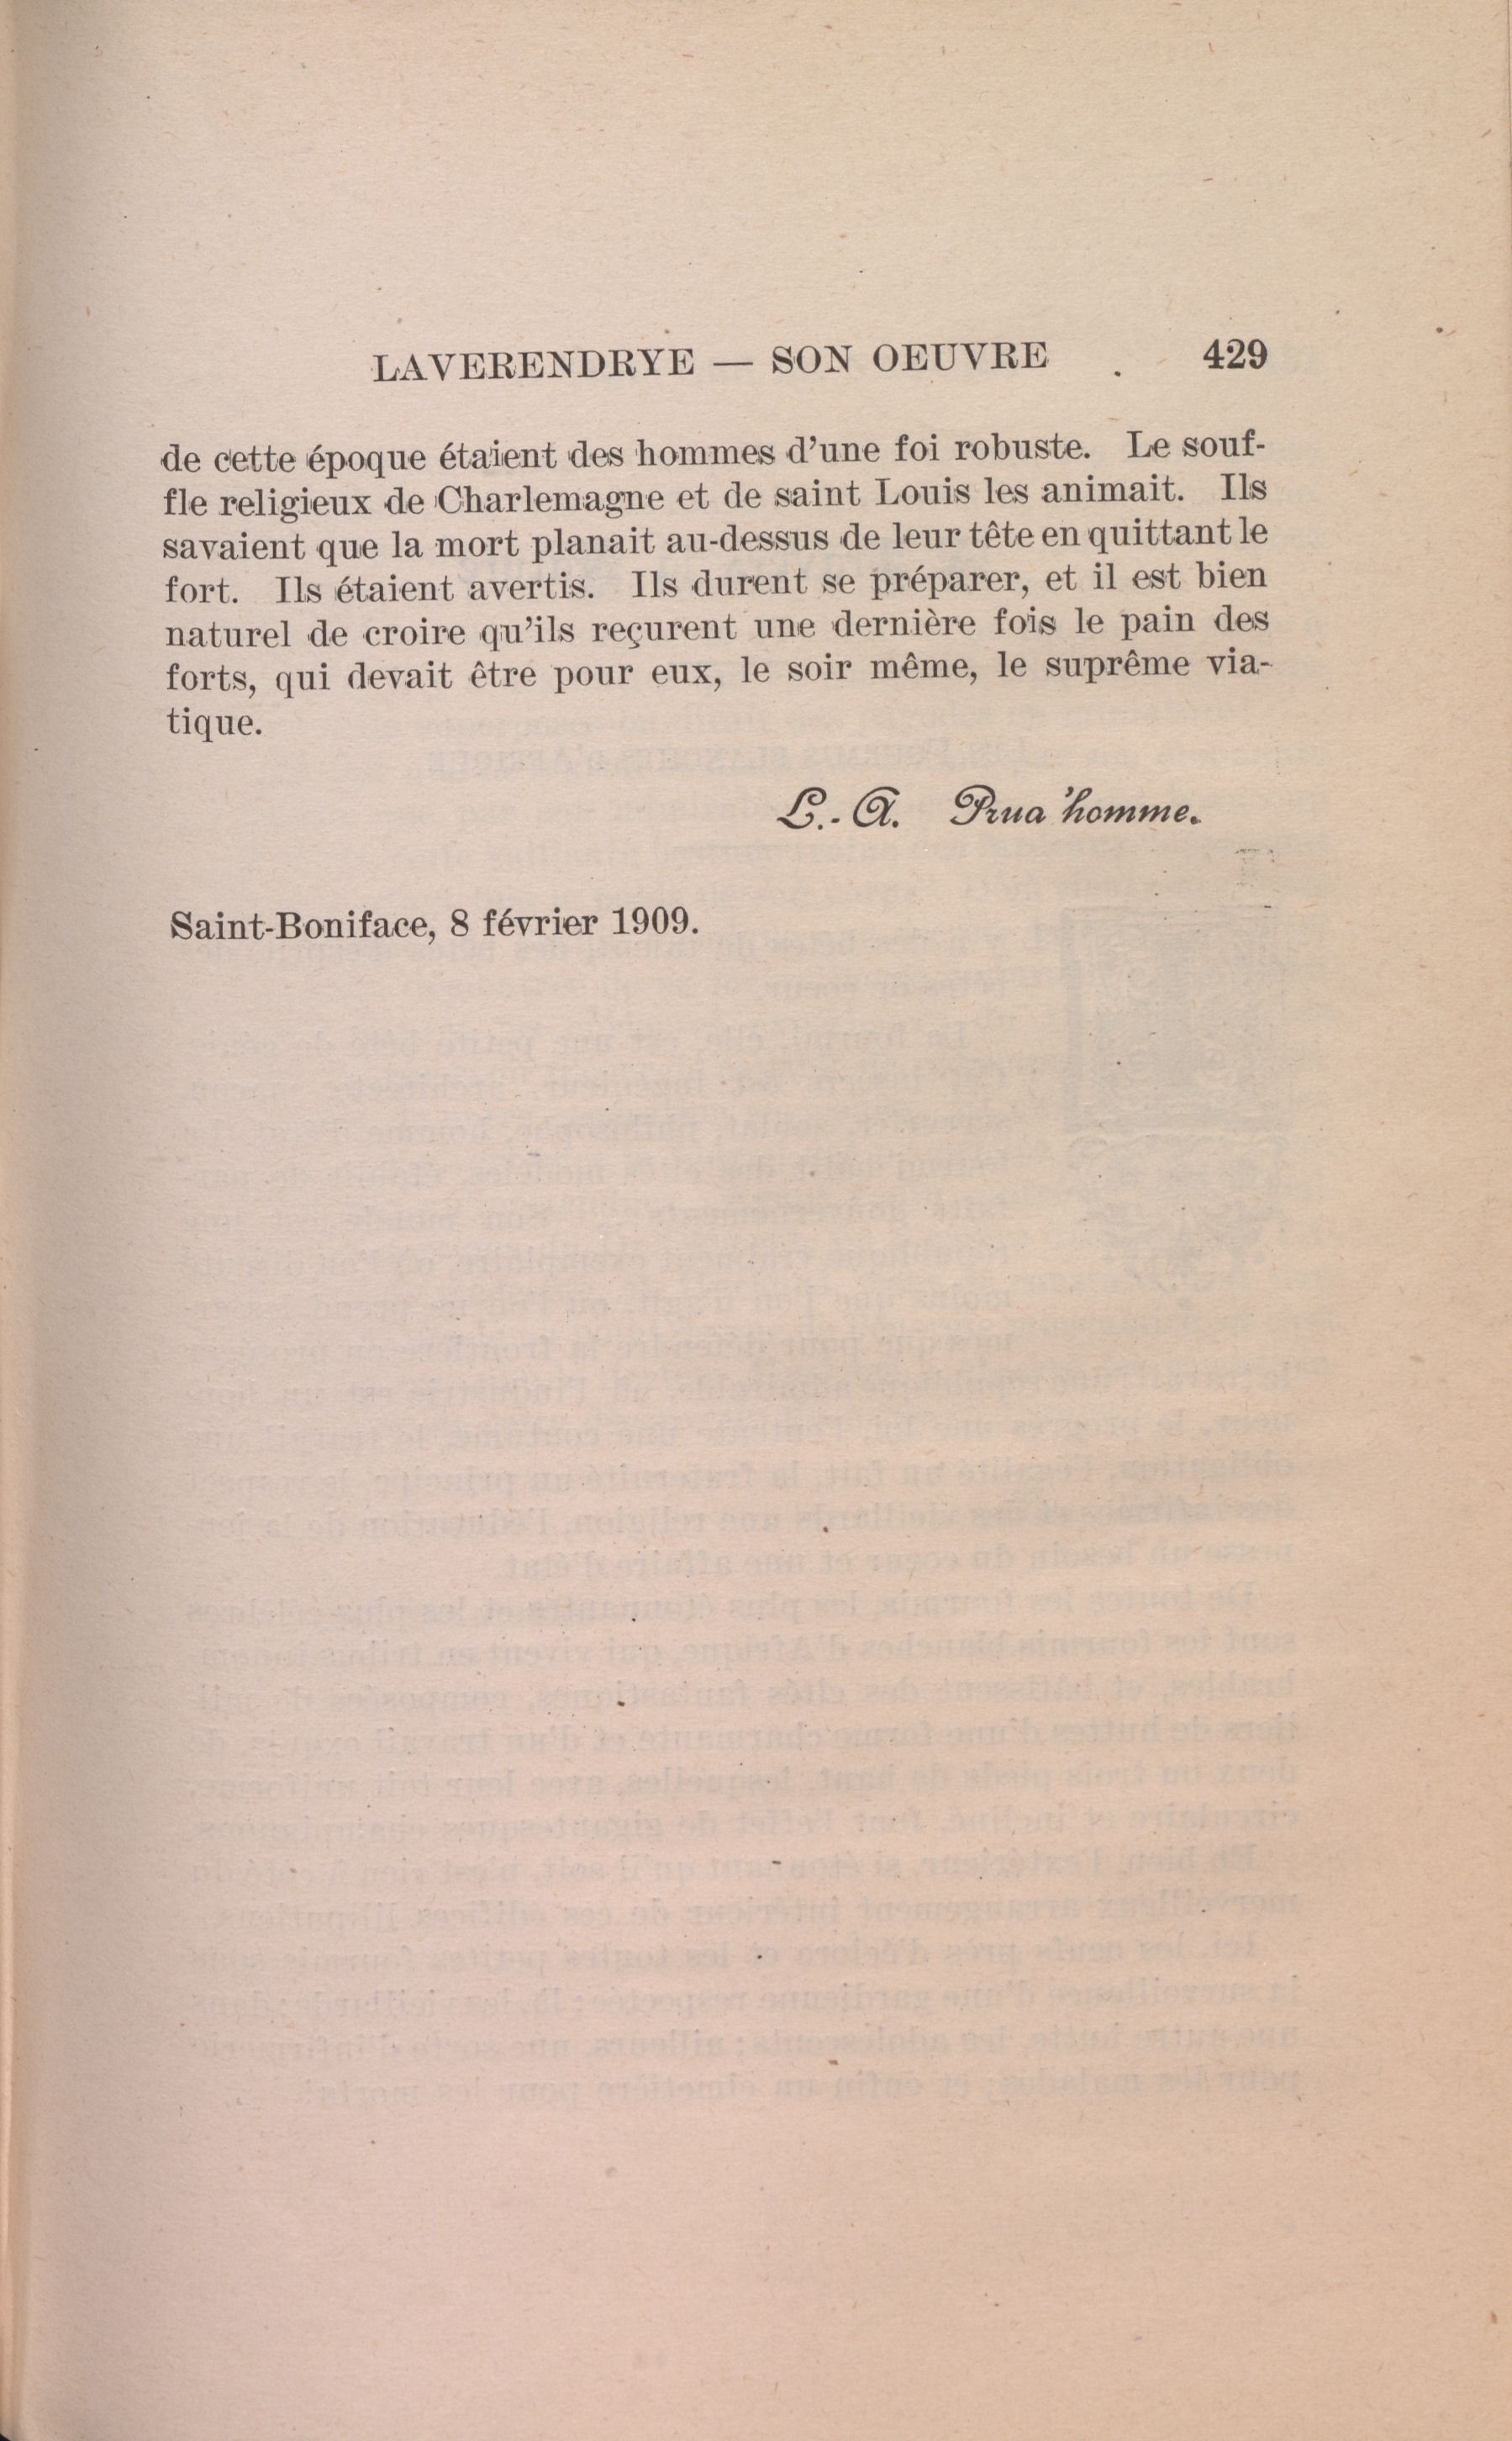 LAVERENDRYE — SON OEUVRE 429
de cette époque étaient des hommes d'une foi robuste. Le souf-
fle religieux de Charlemagne et de saint Louis les animait. Ils
savaient que la mort planait au-dessus de leur tête en quittant le
fort. Ils étaient avertis. Ils durent se préparer, et il est bien
naturel de croire qu'ils reçurent une dernière fois le pain des
forts, qui devait être pour eux, le soir même, le suprême via-
tique.
L.-A. Prua'homme.
Saint-Boniface, 8 février 1909.